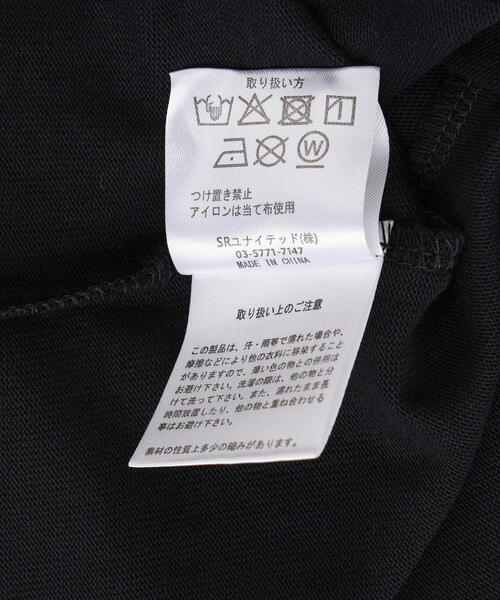 取り扱い方
W
つけ置き禁止
アイロンは当て布使用
SRユナイテッド(株)
03-5771-7147
MADE IN CHINA
取り扱い上のご注意
この製品は、汗・雨等で濡れた場合や、
摩擦などにより他の衣料に移染すること
がありますので、薄い色の物との併用は
お避け下さい。洗濯の際は、他の物と分
けて洗って下さい。また、濡れたまま長
時間放置したり、他の物と重ね合わせる
事はお避け下さい。
素材の性質上多少の縮みがあります。